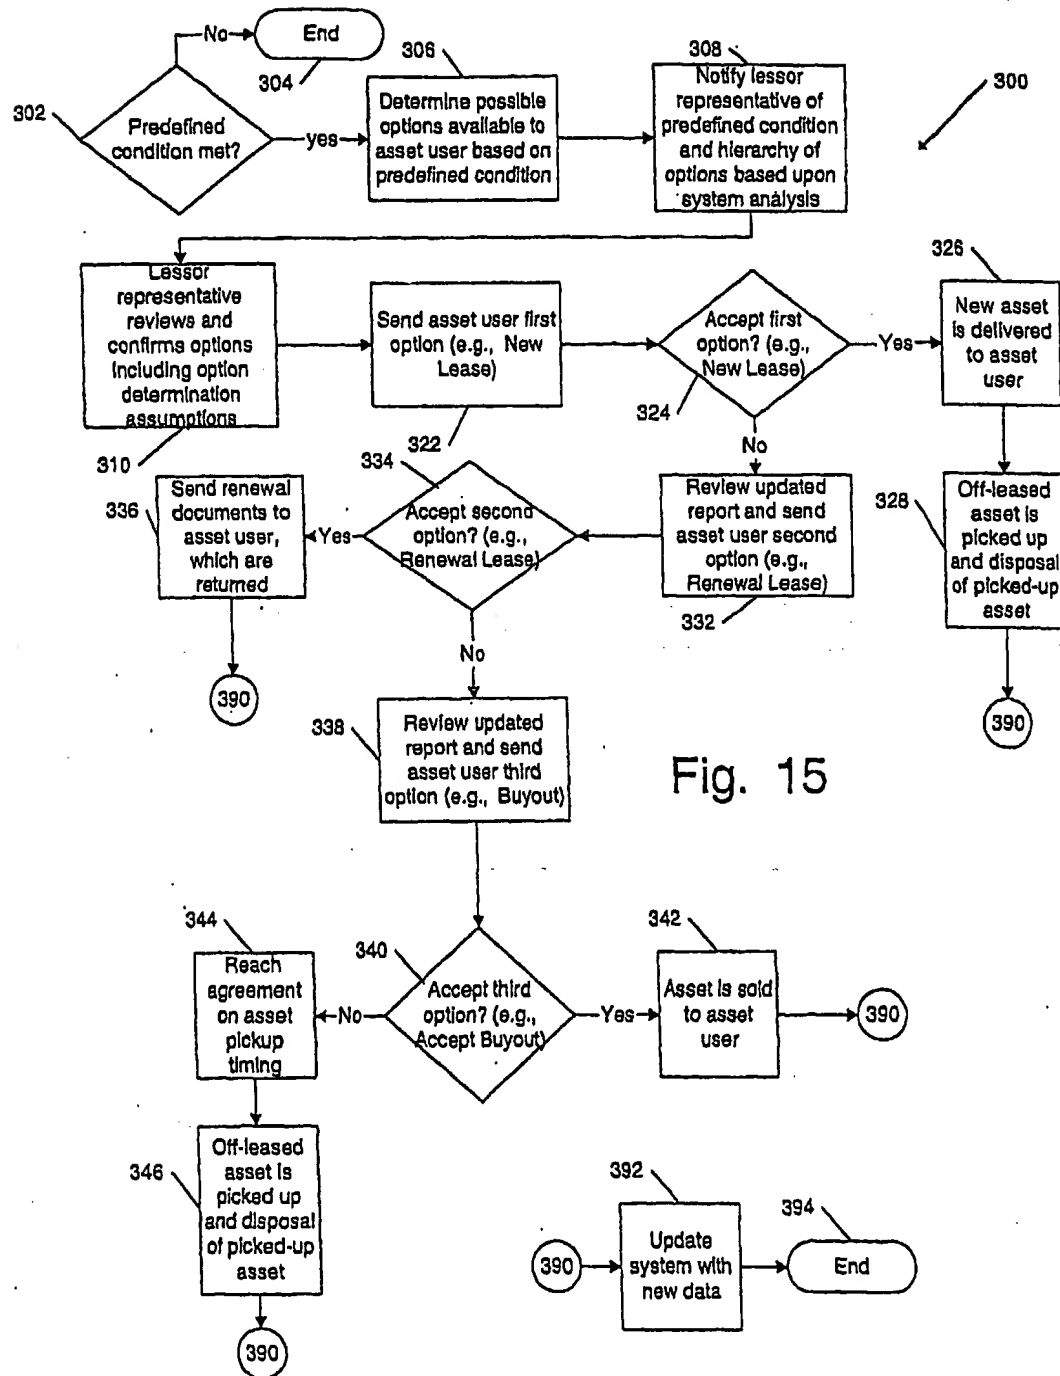 No
End
304
306
308
300
302
Predefined
condition met?
yes
Determine possible
options available to
asset user based on
predefined condition
Notify lessor
representative of
predefined condition
and hierarchy of
options based upon
system analysis
Lessor
representative
reviews and
confirms options
including option
determination
assumptions
310
Send asset user first
option (e.g., New
Lease)
322
Accept first
option? (e.g.,
New Lease)
324
Yes
No
326
New asset
is delivered
to asset
user
328
Off-leased
asset is
picked up
and disposal
of picked-up
asset
390
Review updated
report and send
asset user second
option (e.g.,
Renewal Lease)
332
334
Accept second
option? (e.g.,
Renewal Lease)
Yes
336
Send renewal
documents to
asset user,
which are
returned
390
No
338
Review updated
report and send
asset user third
option (e.g., Buyout)
Fig. 15
340
Accept third
option? (e.g.,
Accept Buyout)
Yes
342
Asset is sold
to asset
user
390
No
344
Reach
agreement
on asset
pickup
timing
346
Off-leased
asset is
picked up
and disposal
of picked-up
asset
390
390
392
Update
system with
new data
394
End